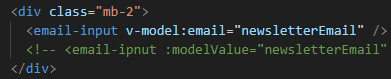 <div class="mb-2">
<email-input v-model:email="newsletterEmail" />
<!-- <email-ipnut :modelValue="newsletterEmail"
</div>